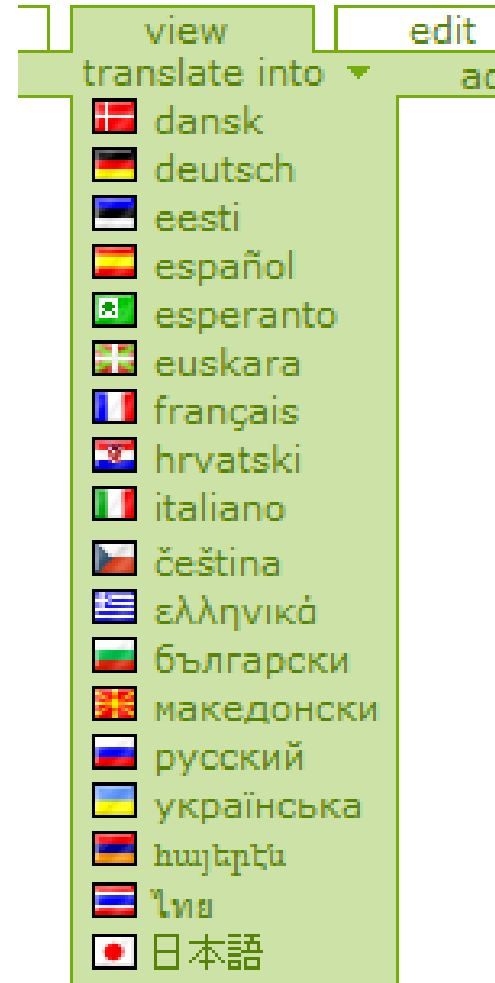 view edit
translate into
dansk
deutsch
eesti
español
esperanto
euskara
français
hrvatski
italiano
čeština
ελληνικά
български
македонски
русский
українська
հայերէն
ไทย
日本語